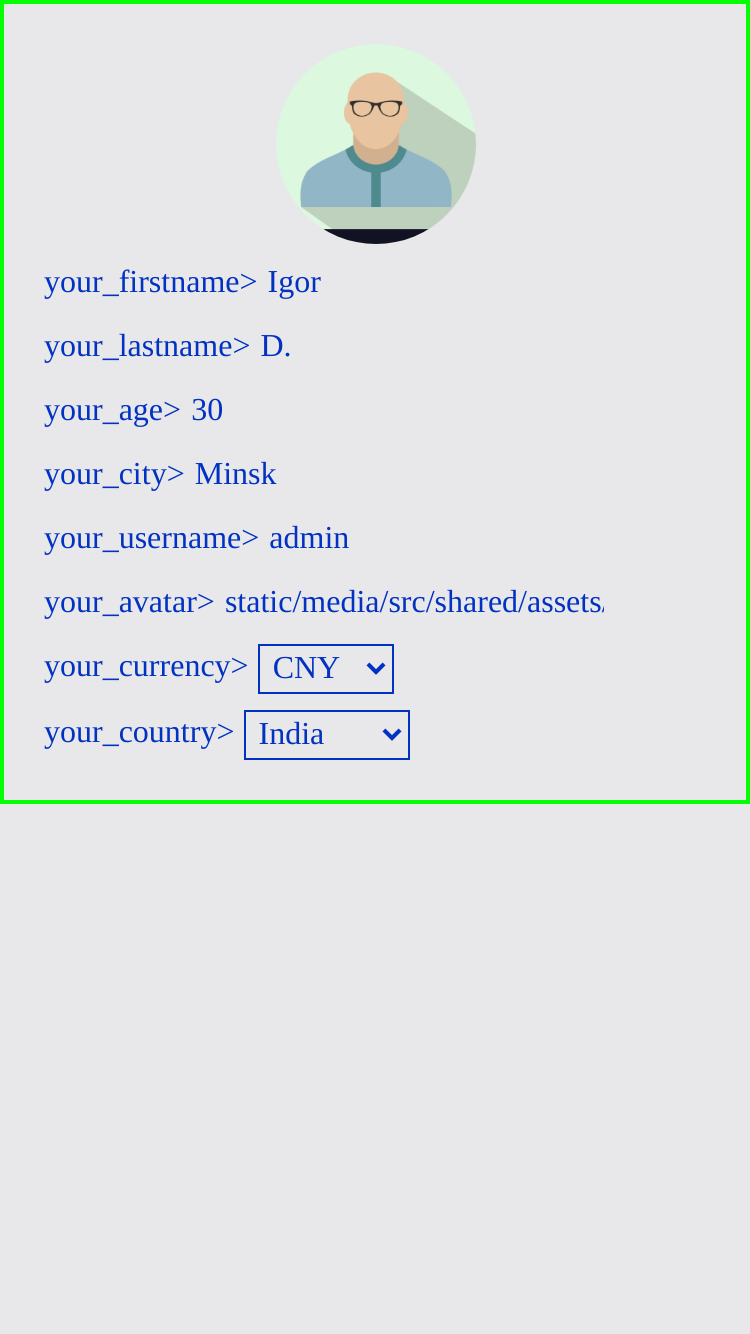 your_firstname> Igor
your_lastname> D.
your_age> 30
your_city> Minsk
your_username> admin
your_avatar> static/media/src/shared/assets/
your_currency> CNY
your_country> India